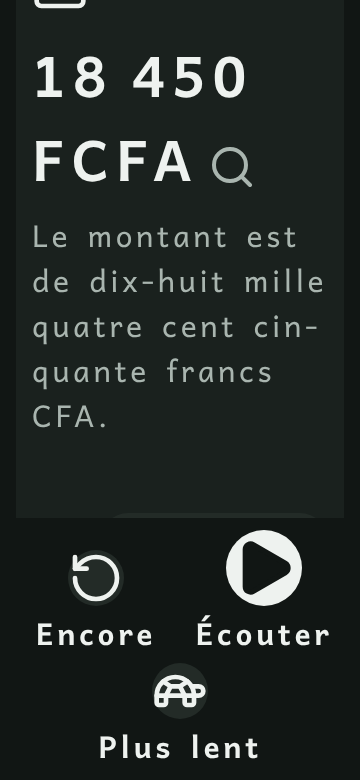 18 450
FCFA
Le montant est
de dix-huit mille
quatre cent cin-
quante francs
CFA.
Encore
Écouter
Plus lent